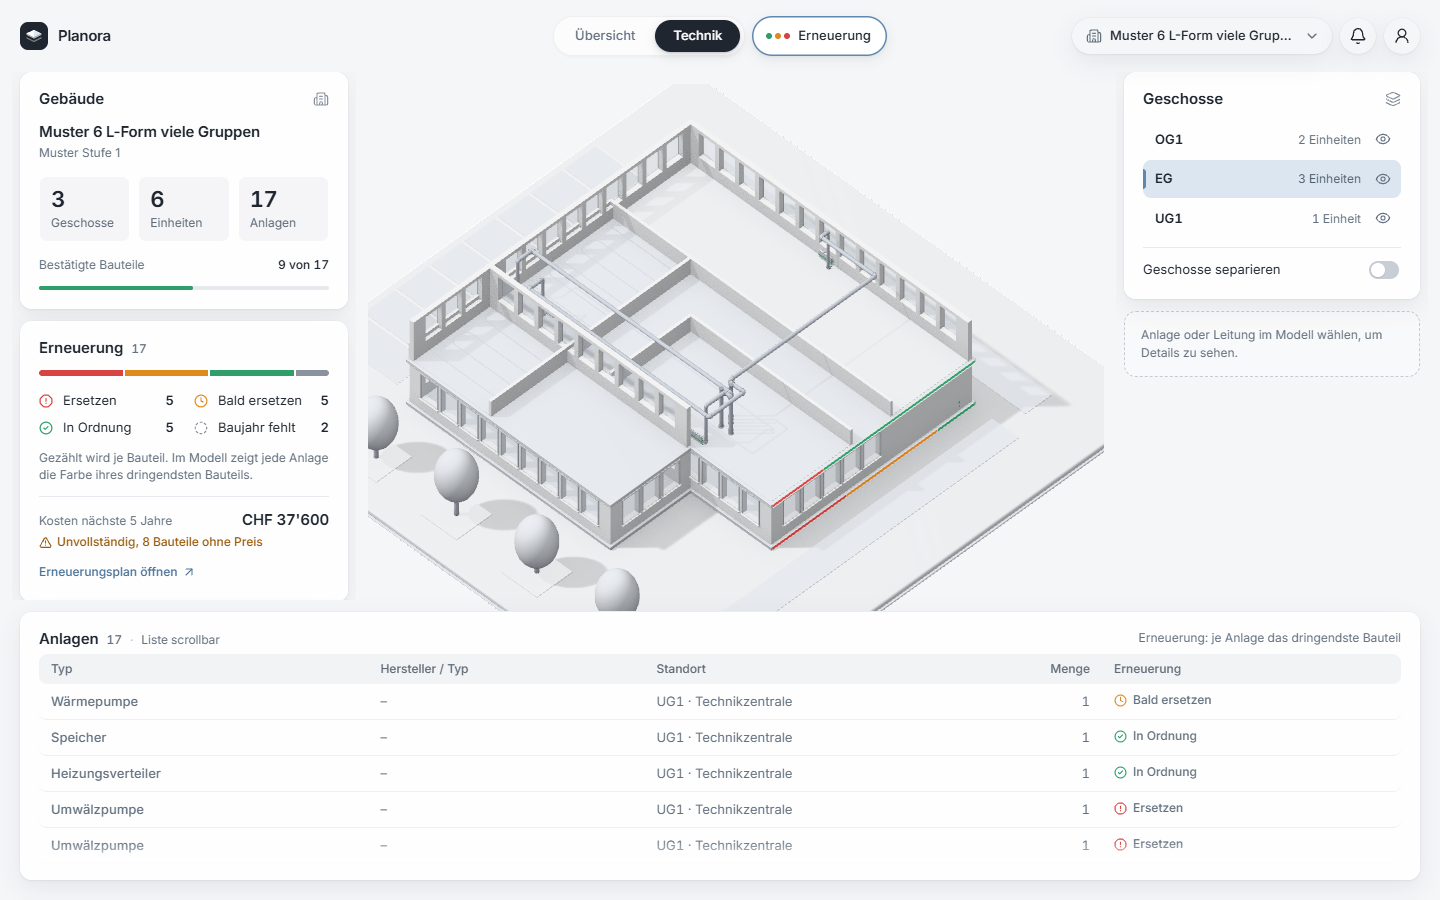 Planora
Übersicht
Technik
Erneuerung
Muster 6 L-Form viele Grup...
Gebäude
Muster 6 L-Form viele Gruppen
Muster Stufe 1
3
Geschosse
6
Einheiten
17
Anlagen
Bestätigte Bauteile
9 von 17
Erneuerung 17
Ersetzen 5
Bald ersetzen 5
In Ordnung 5
Baujahr fehlt 2
Gezählt wird je Bauteil. Im Modell zeigt jede Anlage
die Farbe ihres dringendsten Bauteils.
Kosten nächste 5 Jahre CHF 37'600
Unvollständig, 8 Bauteile ohne Preis
Erneuerungsplan öffnen
Geschosse
OG1 2 Einheiten
EG 3 Einheiten
UG1 1 Einheit
Geschosse separieren
Anlage oder Leitung im Modell wählen, um
Details zu sehen.
Anlagen 17 · Liste scrollbar
Erneuerung: je Anlage das dringendste Bauteil
Typ Hersteller / Typ Standort Menge Erneuerung
Wärmepumpe – UG1 · Technikzentrale 1 Bald ersetzen
Speicher – UG1 · Technikzentrale 1 In Ordnung
Heizungsverteiler – UG1 · Technikzentrale 1 In Ordnung
Umwälzpumpe – UG1 · Technikzentrale 1 Ersetzen
Umwälzpumpe – UG1 · Technikzentrale 1 Ersetzen